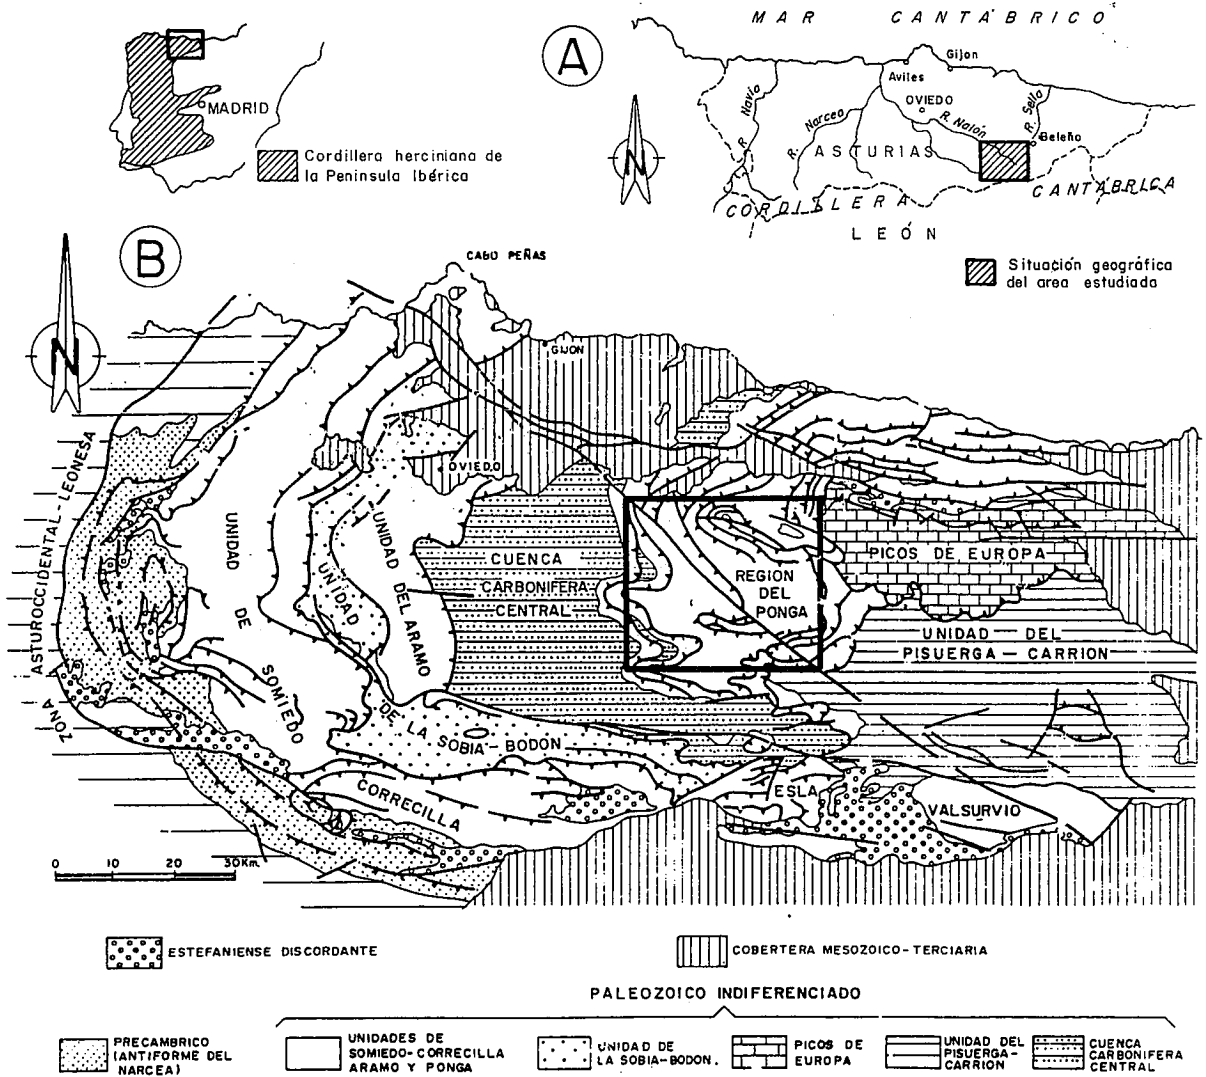 MAR CANTÁBRICO
A
Gijon
Aviles
OVIEDO
R. Navia
R. Narcea
R. Nalón
R. Sella
Beleño
ASTURIAS
N
CORDILLERA CANTÁBRICA
LEÓN
MADRID
Cordillera herciniana de
la Peninsula Ibérica
Situación geográfica
del area estudiada
B
CABO PEÑAS
N
GIJON
OVIEDO
ZONA ASTUROCCIDENTAL-LEONESA
UNIDAD DE SOMIEDO
UNIDAD
DE LA SOBIA-BODON
UNIDAD DEL ARAMO
CUENCA
CARBONIFERA
CENTRAL
REGION
DEL
PONGA
PICOS DE EUROPA
UNIDAD DEL
PISUERGA-CARRION
CORRECILLA
ESLA
VALSURVIO
0 10 20 30Km.
ESTEFANIENSE DISCORDANTE
COBERTERA MESOZOICO-TERCIARIA
PALEOZOICO INDIFERENCIADO
PRECAMBRICO
(ANTIFORME DEL
NARCEA)
UNIDADES DE
SOMIEDO-CORRECILLA
ARAMO Y PONGA
UNIDAD DE
LA SOBIA-BODON.
PICOS DE
EUROPA
UNIDAD DEL
PISUERGA-
CARRION
CUENCA
CARBONIFERA
CENTRAL